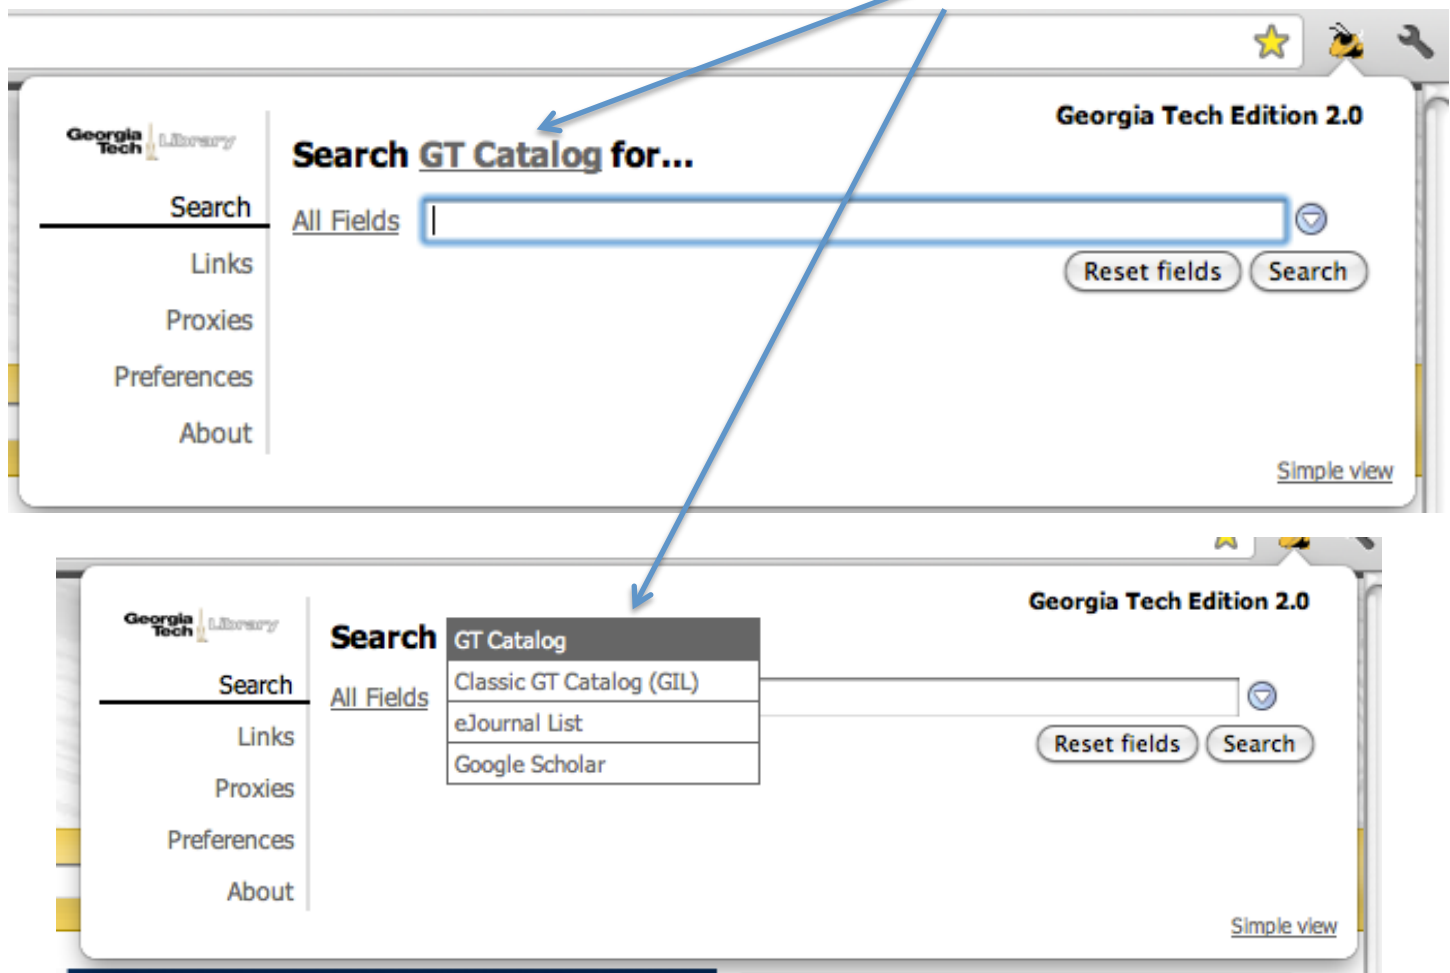 Georgia Tech Edition 2.0
Georgia
Tech
Library
Search GT Catalog for...
Search
All Fields
Links
Reset fields
Search
Proxies
Preferences
About
Simple view
Georgia Tech Edition 2.0
Georgia
Tech
Library
Search
GT Catalog
Classic GT Catalog (GIL)
eJournal List
Google Scholar
Search
All Fields
Links
Reset fields
Search
Proxies
Preferences
About
Simple view